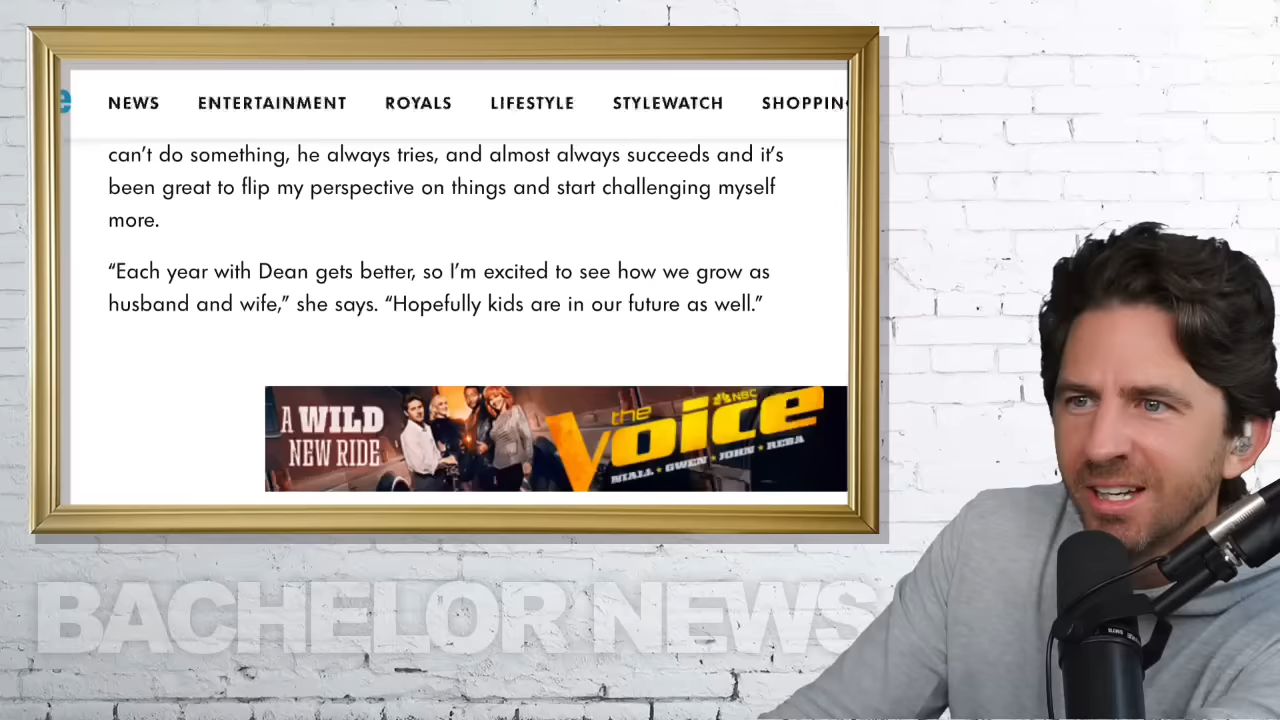 e NEWS ENTERTAINMENT ROYALS LIFESTYLE STYLEWATCH SHOPPIN
can't do something, he always tries, and almost always succeeds and it's
been great to flip my perspective on things and start challenging myself
more.
“Each year with Dean gets better, so I'm excited to see how we grow as
husband and wife,” she says. “Hopefully kids are in our future as well.”
A WILD
NEW RIDE
the Voice
NBC
NIALL ★ GWEN ★ JOHN ★ REBA
BACHELOR NEWS